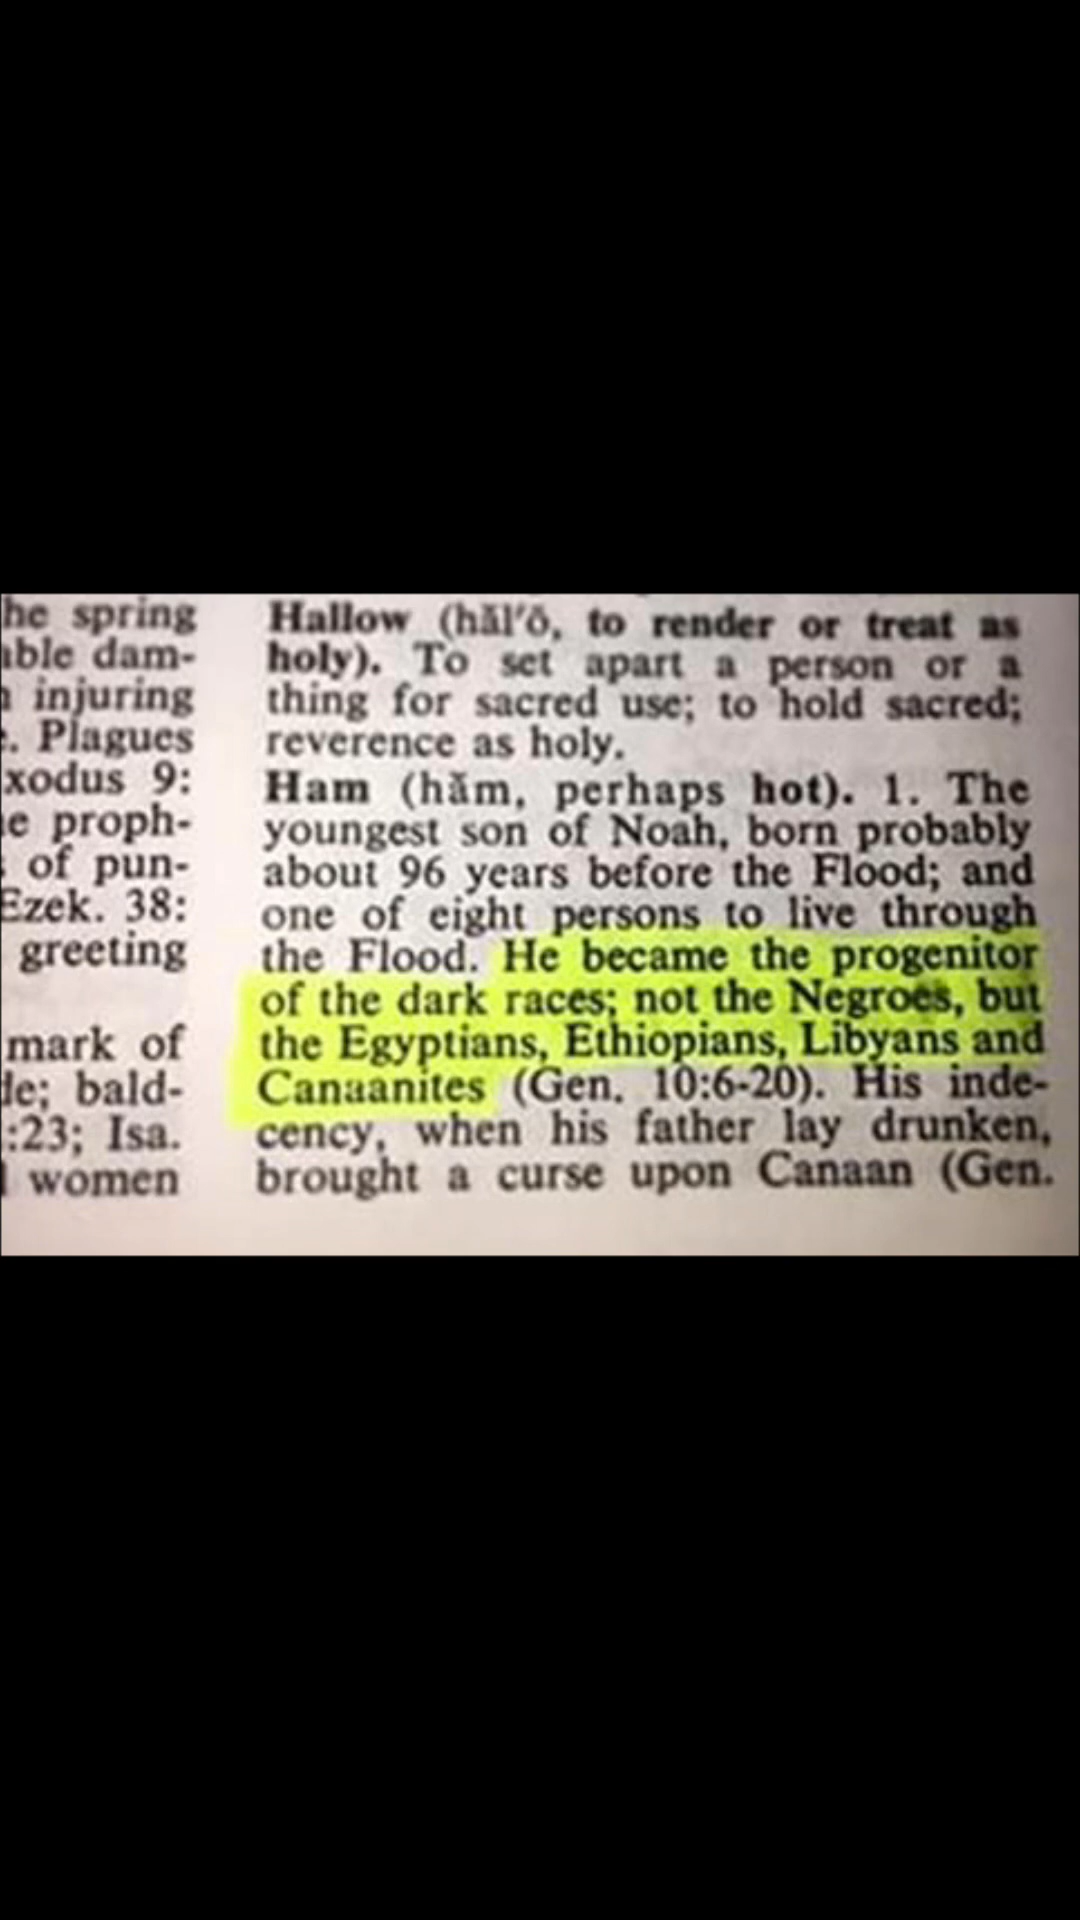 he spring
able dam-
injuring
. Plagues
xodus 9:
e proph-
of pun-
Ezek. 38:
greeting
mark of
de; bald-
:23; Isa.
women
Hallow (hăl′ō, to render or treat as
holy). To set apart a person or a
thing for sacred use; to hold sacred;
reverence as holy.
Ham (hăm, perhaps hot). 1. The
youngest son of Noah, born probably
about 96 years before the Flood; and
one of eight persons to live through
the Flood. He became the progenitor
of the dark races; not the Negroes, but
the Egyptians, Ethiopians, Libyans and
Canaanites (Gen. 10:6-20). His inde-
cency, when his father lay drunken,
brought a curse upon Canaan (Gen.